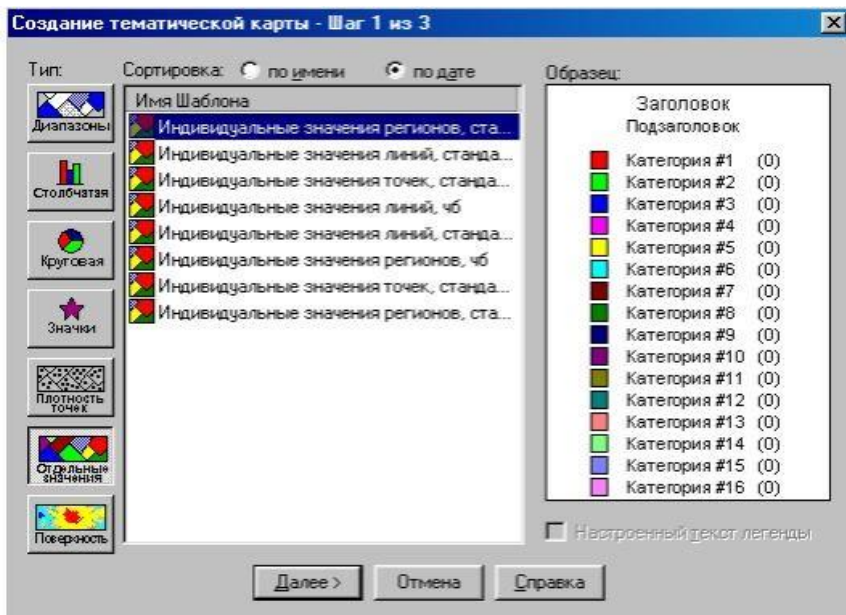 Создание тематической карты - Шаг 1 из 3
Тип:
Диапазоны
Столбчатая
Круговая
Значки
Плотность
точек
Отдельные
значения
Поверхность
Сортировка: по имени по дате
Имя Шаблона
Индивидуальные значения регионов, ста...
Индивидуальные значения линий, станда...
Индивидуальные значения точек, станда...
Индивидуальные значения линий, чб
Индивидуальные значения линий, станда...
Индивидуальные значения регионов, чб
Индивидуальные значения точек, станда...
Индивидуальные значения регионов, ста...
Образец:
Заголовок
Подзаголовок
Категория #1 (0)
Категория #2 (0)
Категория #3 (0)
Категория #4 (0)
Категория #5 (0)
Категория #6 (0)
Категория #7 (0)
Категория #8 (0)
Категория #9 (0)
Категория #10 (0)
Категория #11 (0)
Категория #12 (0)
Категория #13 (0)
Категория #14 (0)
Категория #15 (0)
Категория #16 (0)
Настроенный текст легенды
Далее >
Отмена
Справка